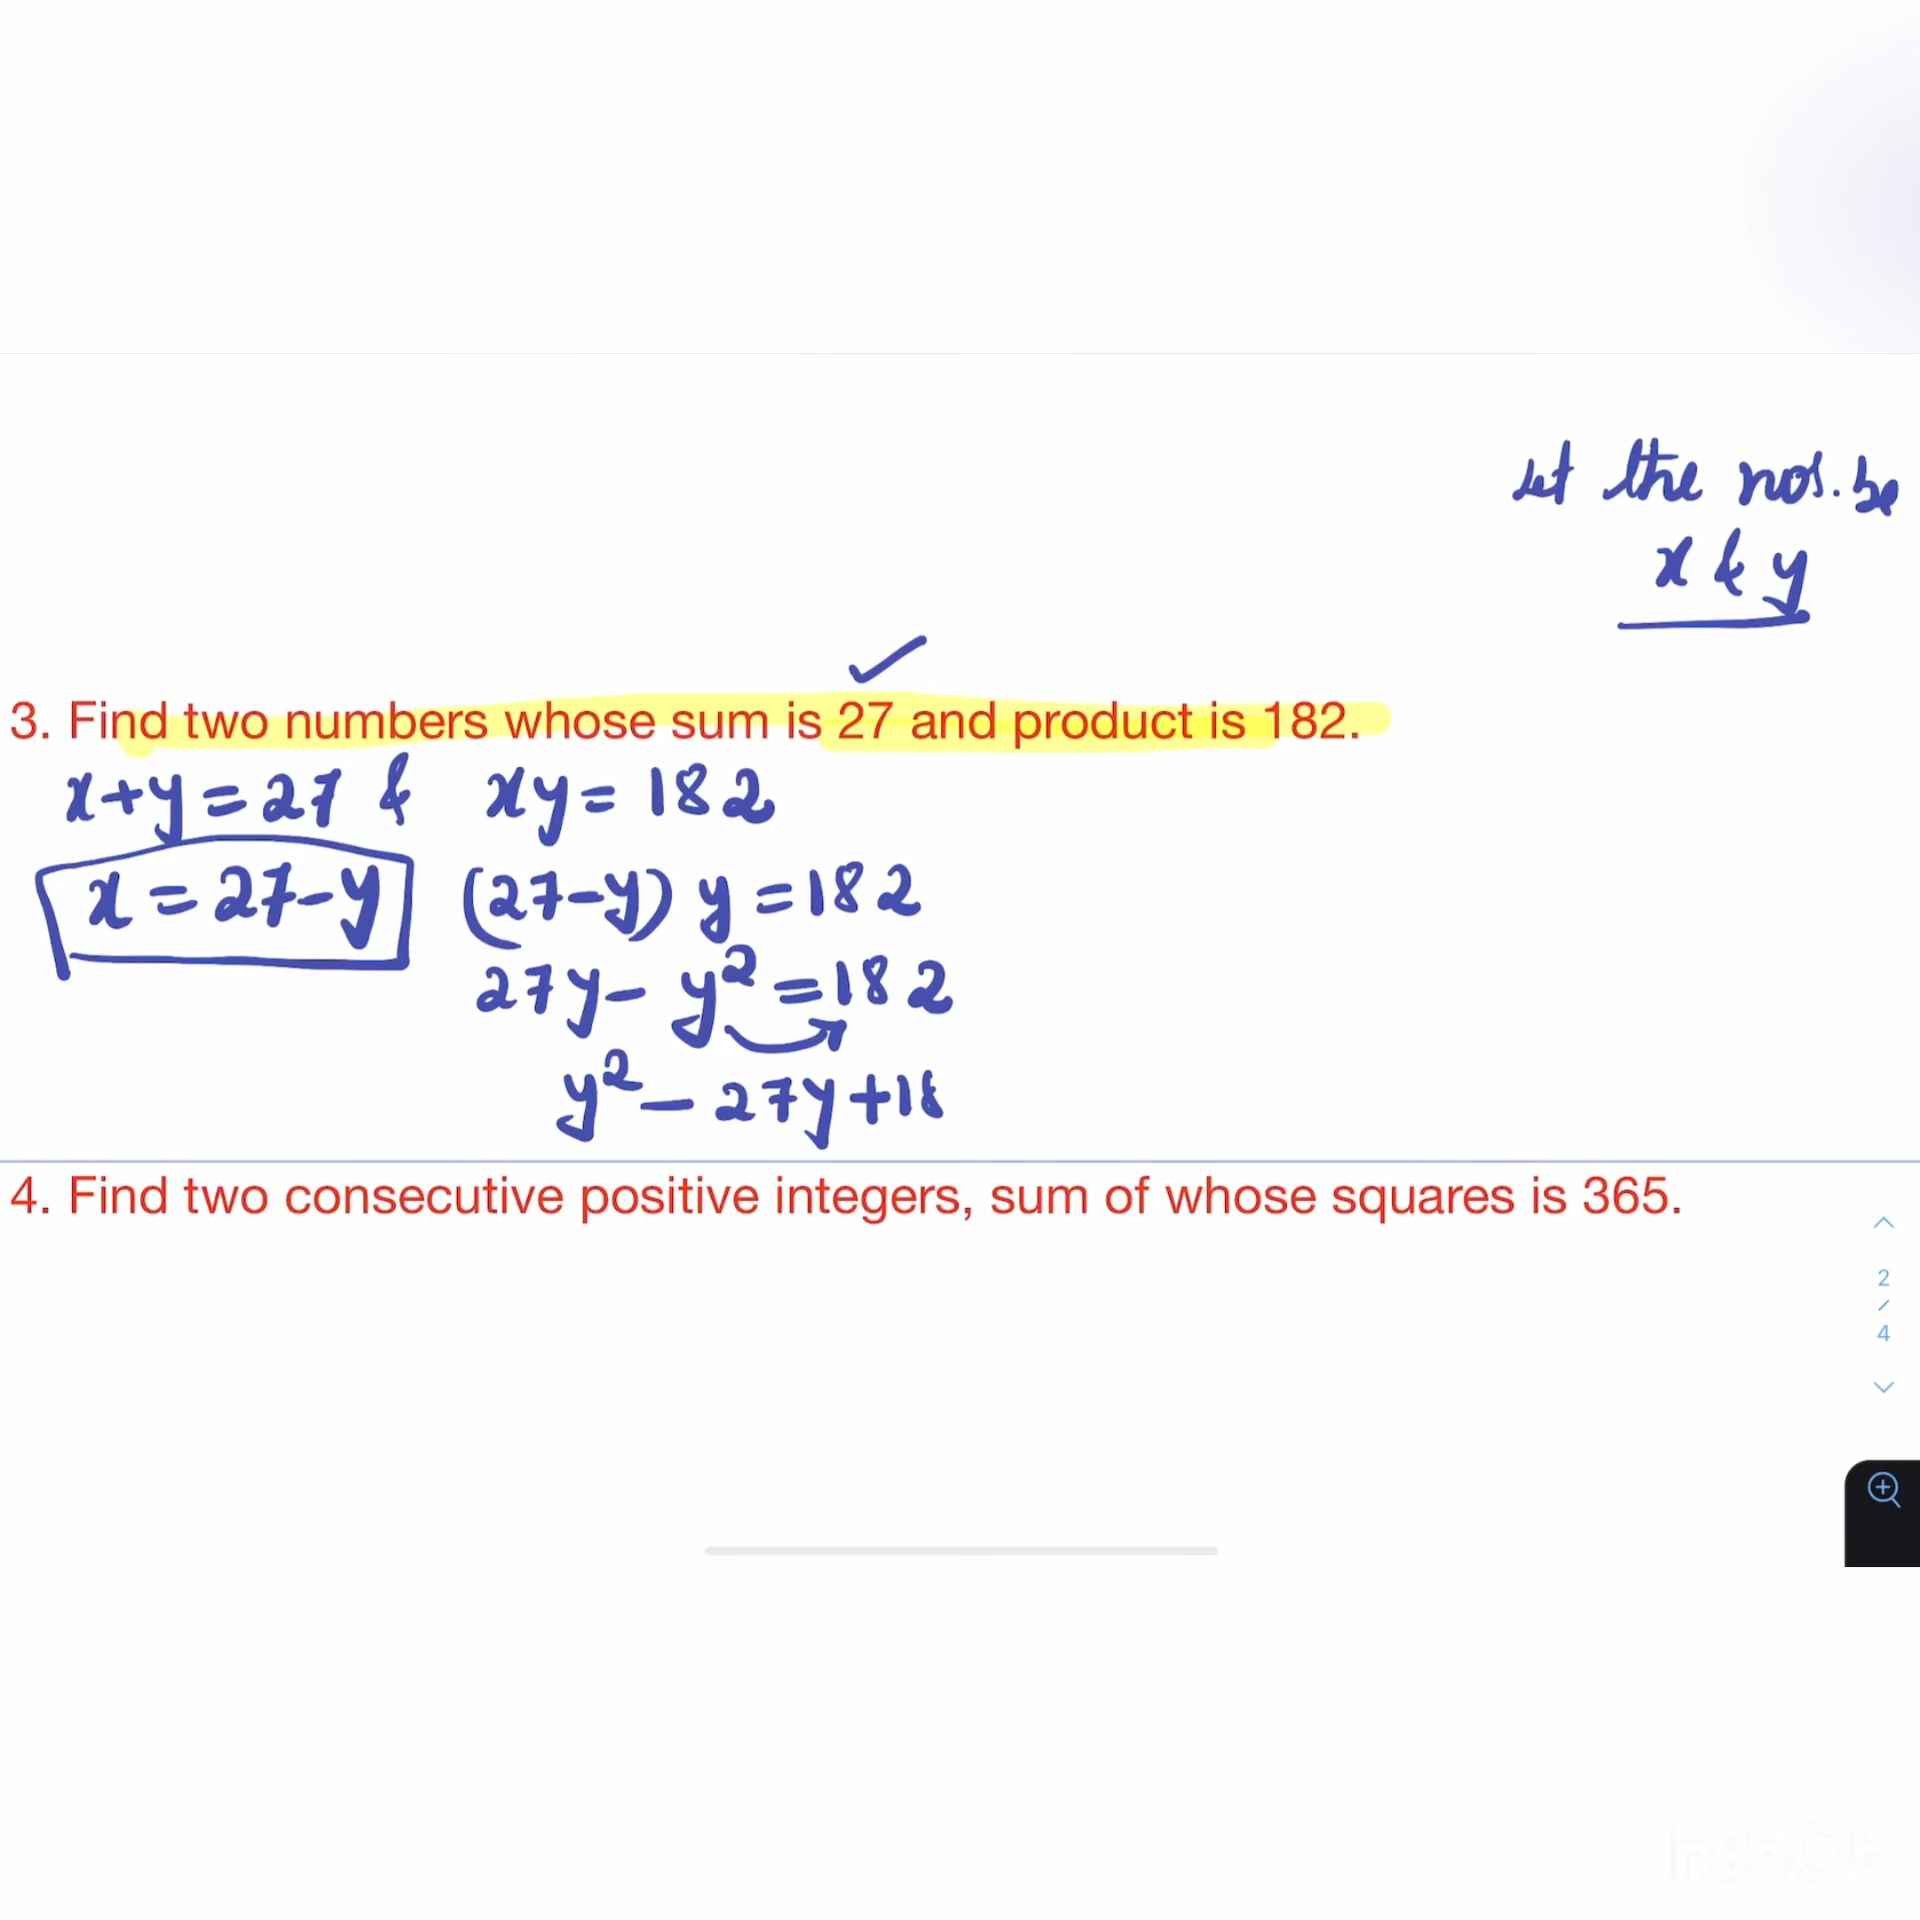 Let the nos. be
x & y
3. Find two numbers whose sum is 27 and product is 182.
x+y=27 & xy=182
x=27-y (27-y) y=182
27y- y²=182
y²- 27y+18
4. Find two consecutive positive integers, sum of whose squares is 365.
2
/
4
InShOt